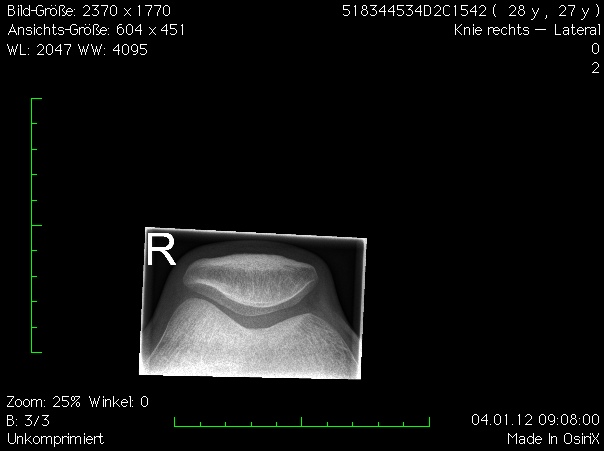 Bild-Größe: 2370 x 1770
Ansichts-Größe: 604 x 451
WL: 2047 WW: 4095
518344534D2C1542 ( 28 y , 27 y )
Knie rechts — Lateral
0
2
R
Zoom: 25% Winkel: 0
B: 3/3
Unkomprimiert
04.01.12 09:08:00
Made In OsiriX